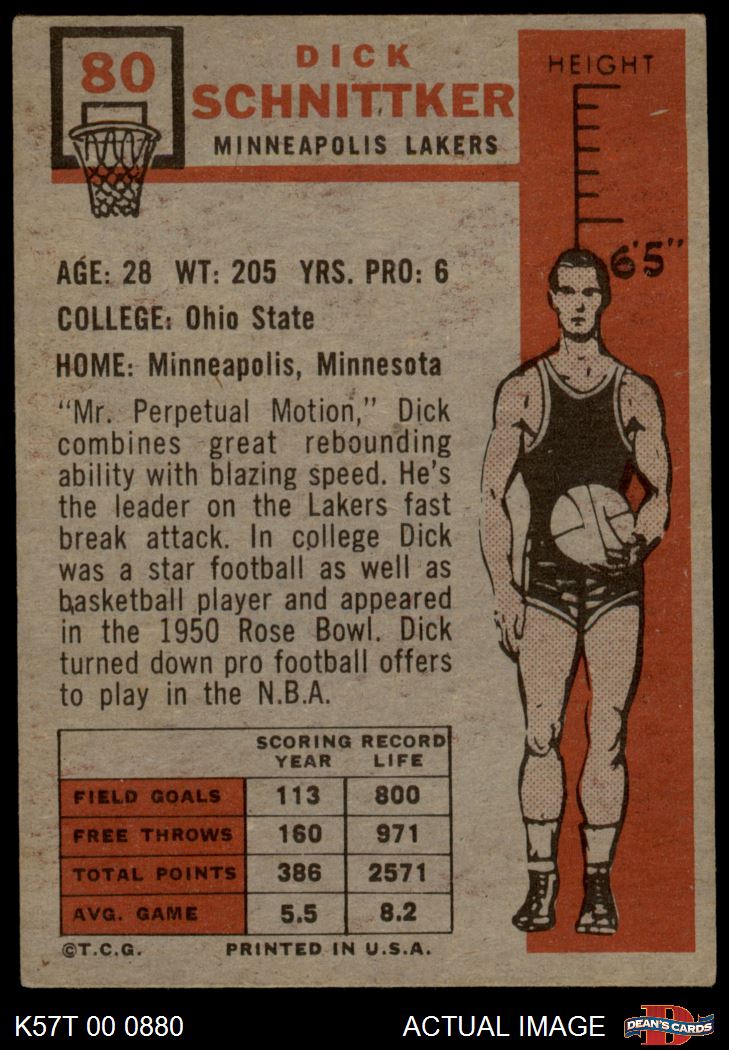 80
DICK
SCHNITTKER
MINNEAPOLIS LAKERS
HEIGHT
6'5"
AGE: 28 WT: 205 YRS. PRO: 6
COLLEGE: Ohio State
HOME: Minneapolis, Minnesota
“Mr. Perpetual Motion,” Dick
combines great rebounding
ability with blazing speed. He's
the leader on the Lakers fast
break attack. In college Dick
was a star football as well as
basketball player and appeared
in the 1950 Rose Bowl. Dick
turned down pro football offers
to play in the N.B.A.
SCORING RECORD
YEAR LIFE
FIELD GOALS 113 800
FREE THROWS 160 971
TOTAL POINTS 386 2571
AVG. GAME 5.5 8.2
©T.C.G. PRINTED IN U.S.A.
K57T 00 0880 ACTUAL IMAGE
D
DEAN'S CARDS